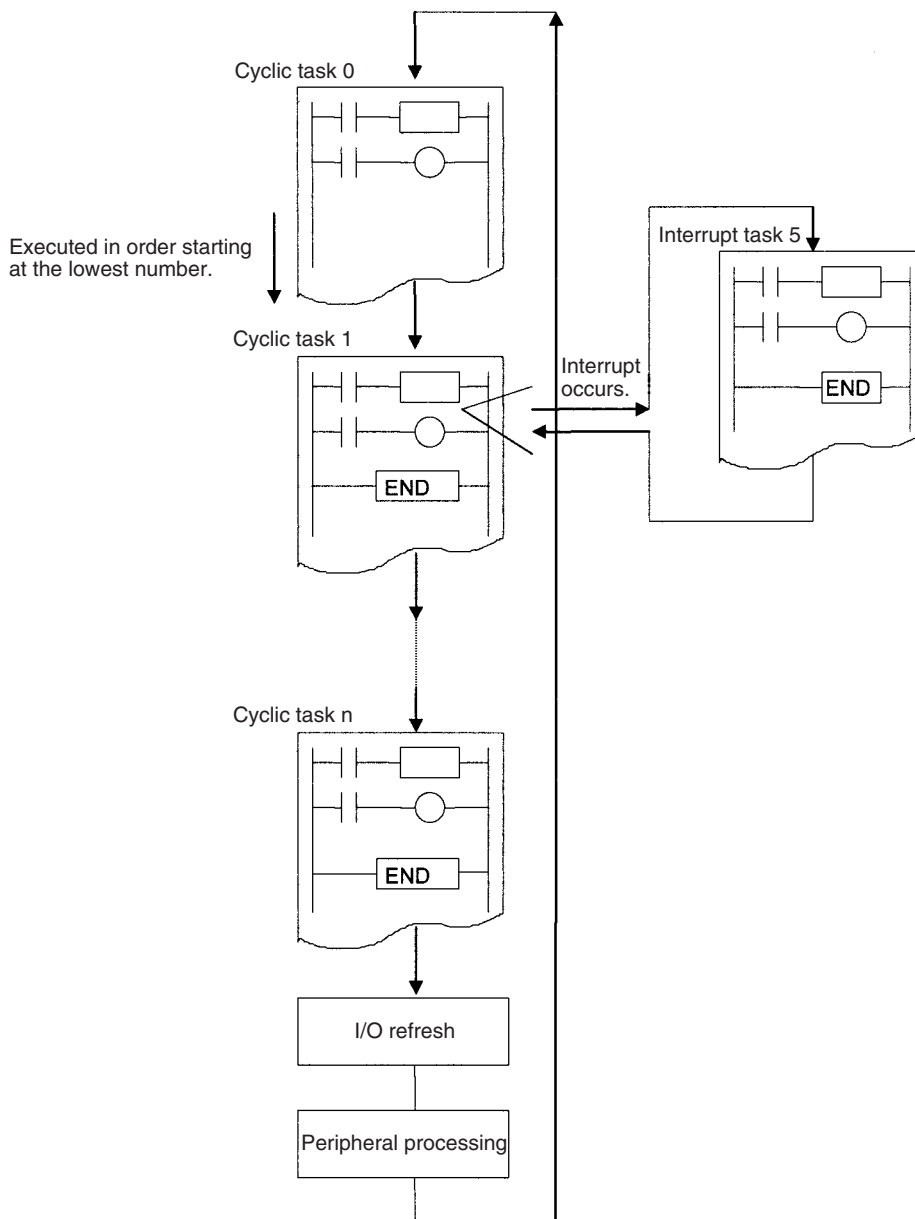 Cyclic task 0
Executed in order starting
at the lowest number.
Interrupt task 5
END
Cyclic task 1
Interrupt
occurs.
END
Cyclic task n
END
I/O refresh
Peripheral processing